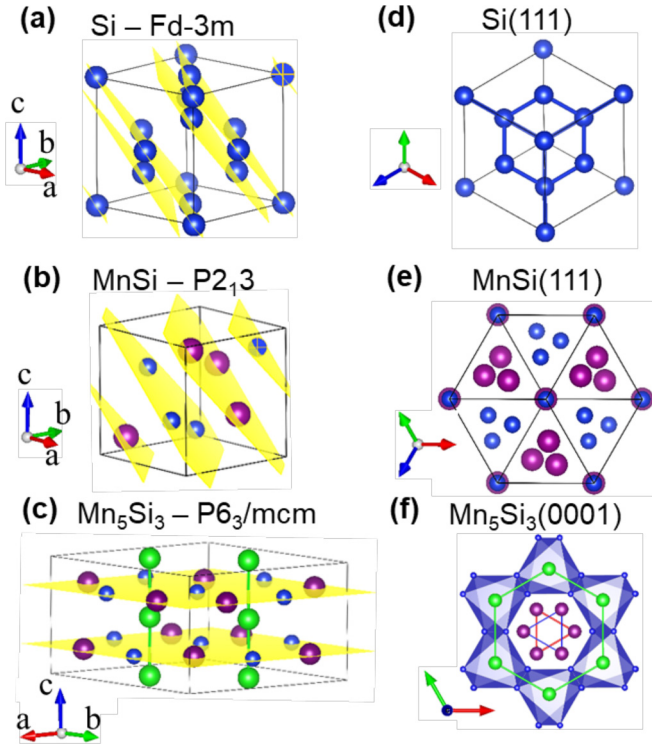 (a) Si – Fd-3m
c
b
a
(d) Si(111)
(b) MnSi – P2₁3
c
b
a
(e) MnSi(111)
(c) Mn₅Si₃ – P6₃/mcm
c
a
b
(f) Mn₅Si₃(0001)